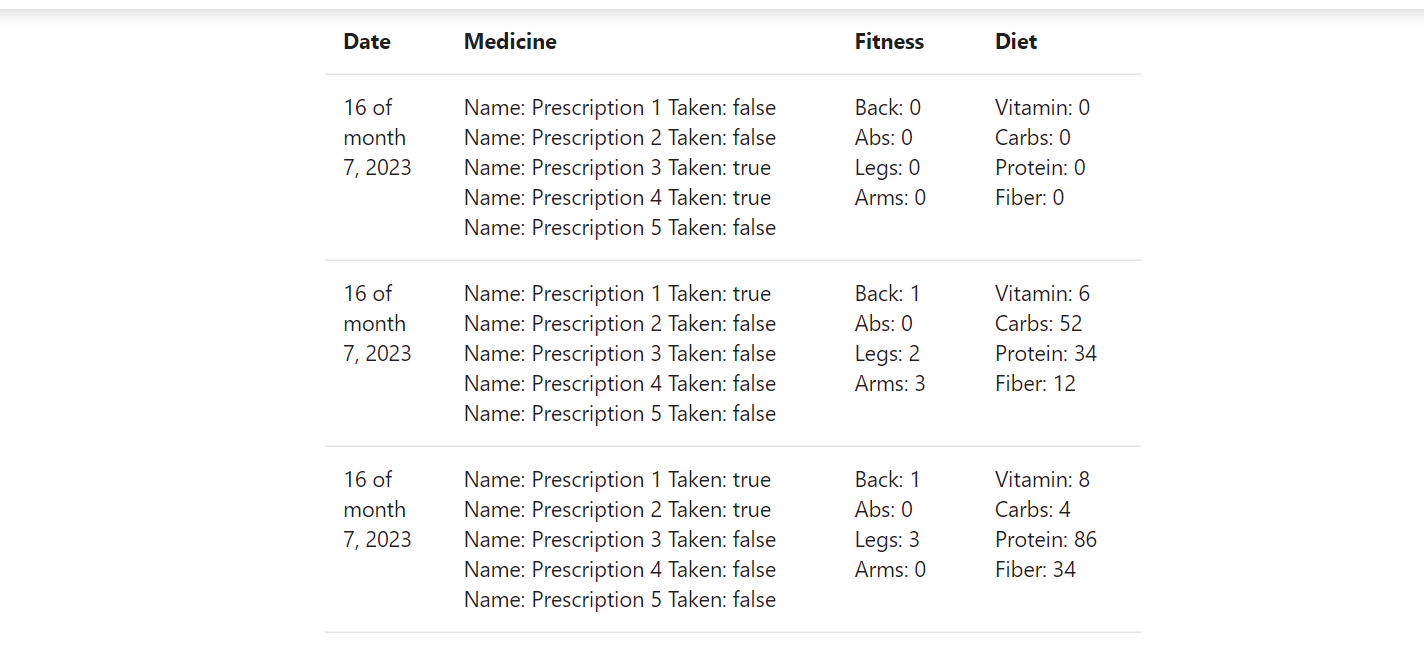 Date Medicine Fitness Diet
16 of Name: Prescription 1 Taken: false Back: 0 Vitamin: 0
month Name: Prescription 2 Taken: false Abs: 0 Carbs: 0
7, 2023 Name: Prescription 3 Taken: true Legs: 0 Protein: 0
Name: Prescription 4 Taken: true Arms: 0 Fiber: 0
Name: Prescription 5 Taken: false
16 of Name: Prescription 1 Taken: true Back: 1 Vitamin: 6
month Name: Prescription 2 Taken: false Abs: 0 Carbs: 52
7, 2023 Name: Prescription 3 Taken: false Legs: 2 Protein: 34
Name: Prescription 4 Taken: false Arms: 3 Fiber: 12
Name: Prescription 5 Taken: false
16 of Name: Prescription 1 Taken: true Back: 1 Vitamin: 8
month Name: Prescription 2 Taken: true Abs: 0 Carbs: 4
7, 2023 Name: Prescription 3 Taken: false Legs: 3 Protein: 86
Name: Prescription 4 Taken: false Arms: 0 Fiber: 34
Name: Prescription 5 Taken: false